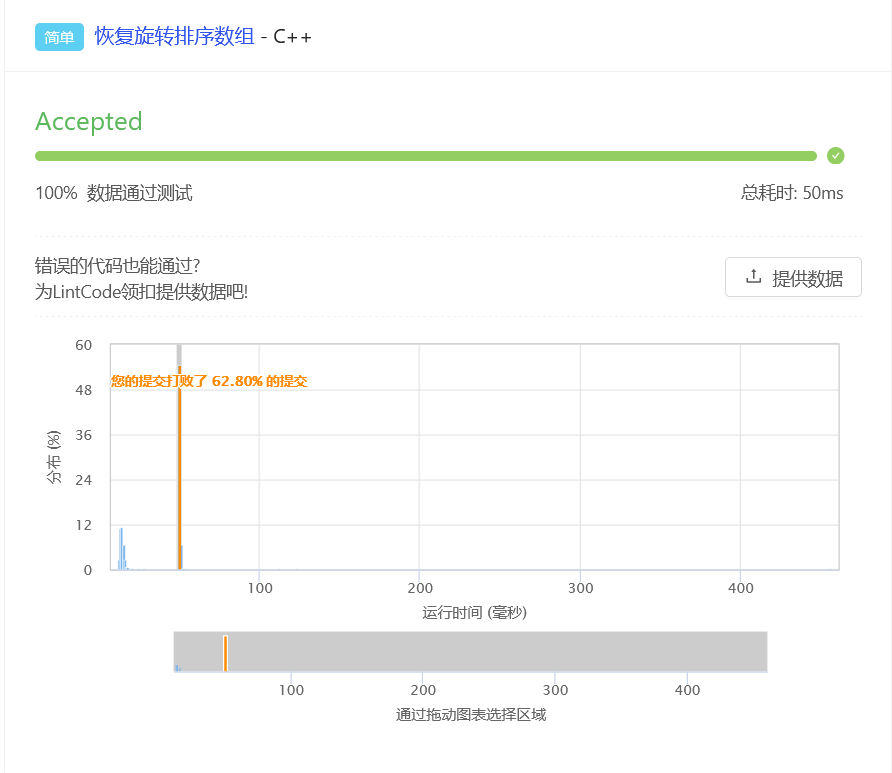 简单 恢复旋转排序数组 - C++
Accepted
100% 数据通过测试 总耗时: 50ms
错误的代码也能通过?
为LintCode领扣提供数据吧!
提供数据
60
您的提交打败了 62.80% 的提交
48
36
分布 (%)
24
12
0
100 200 300 400
运行时间 (毫秒)
100 200 300 400
通过拖动图表选择区域